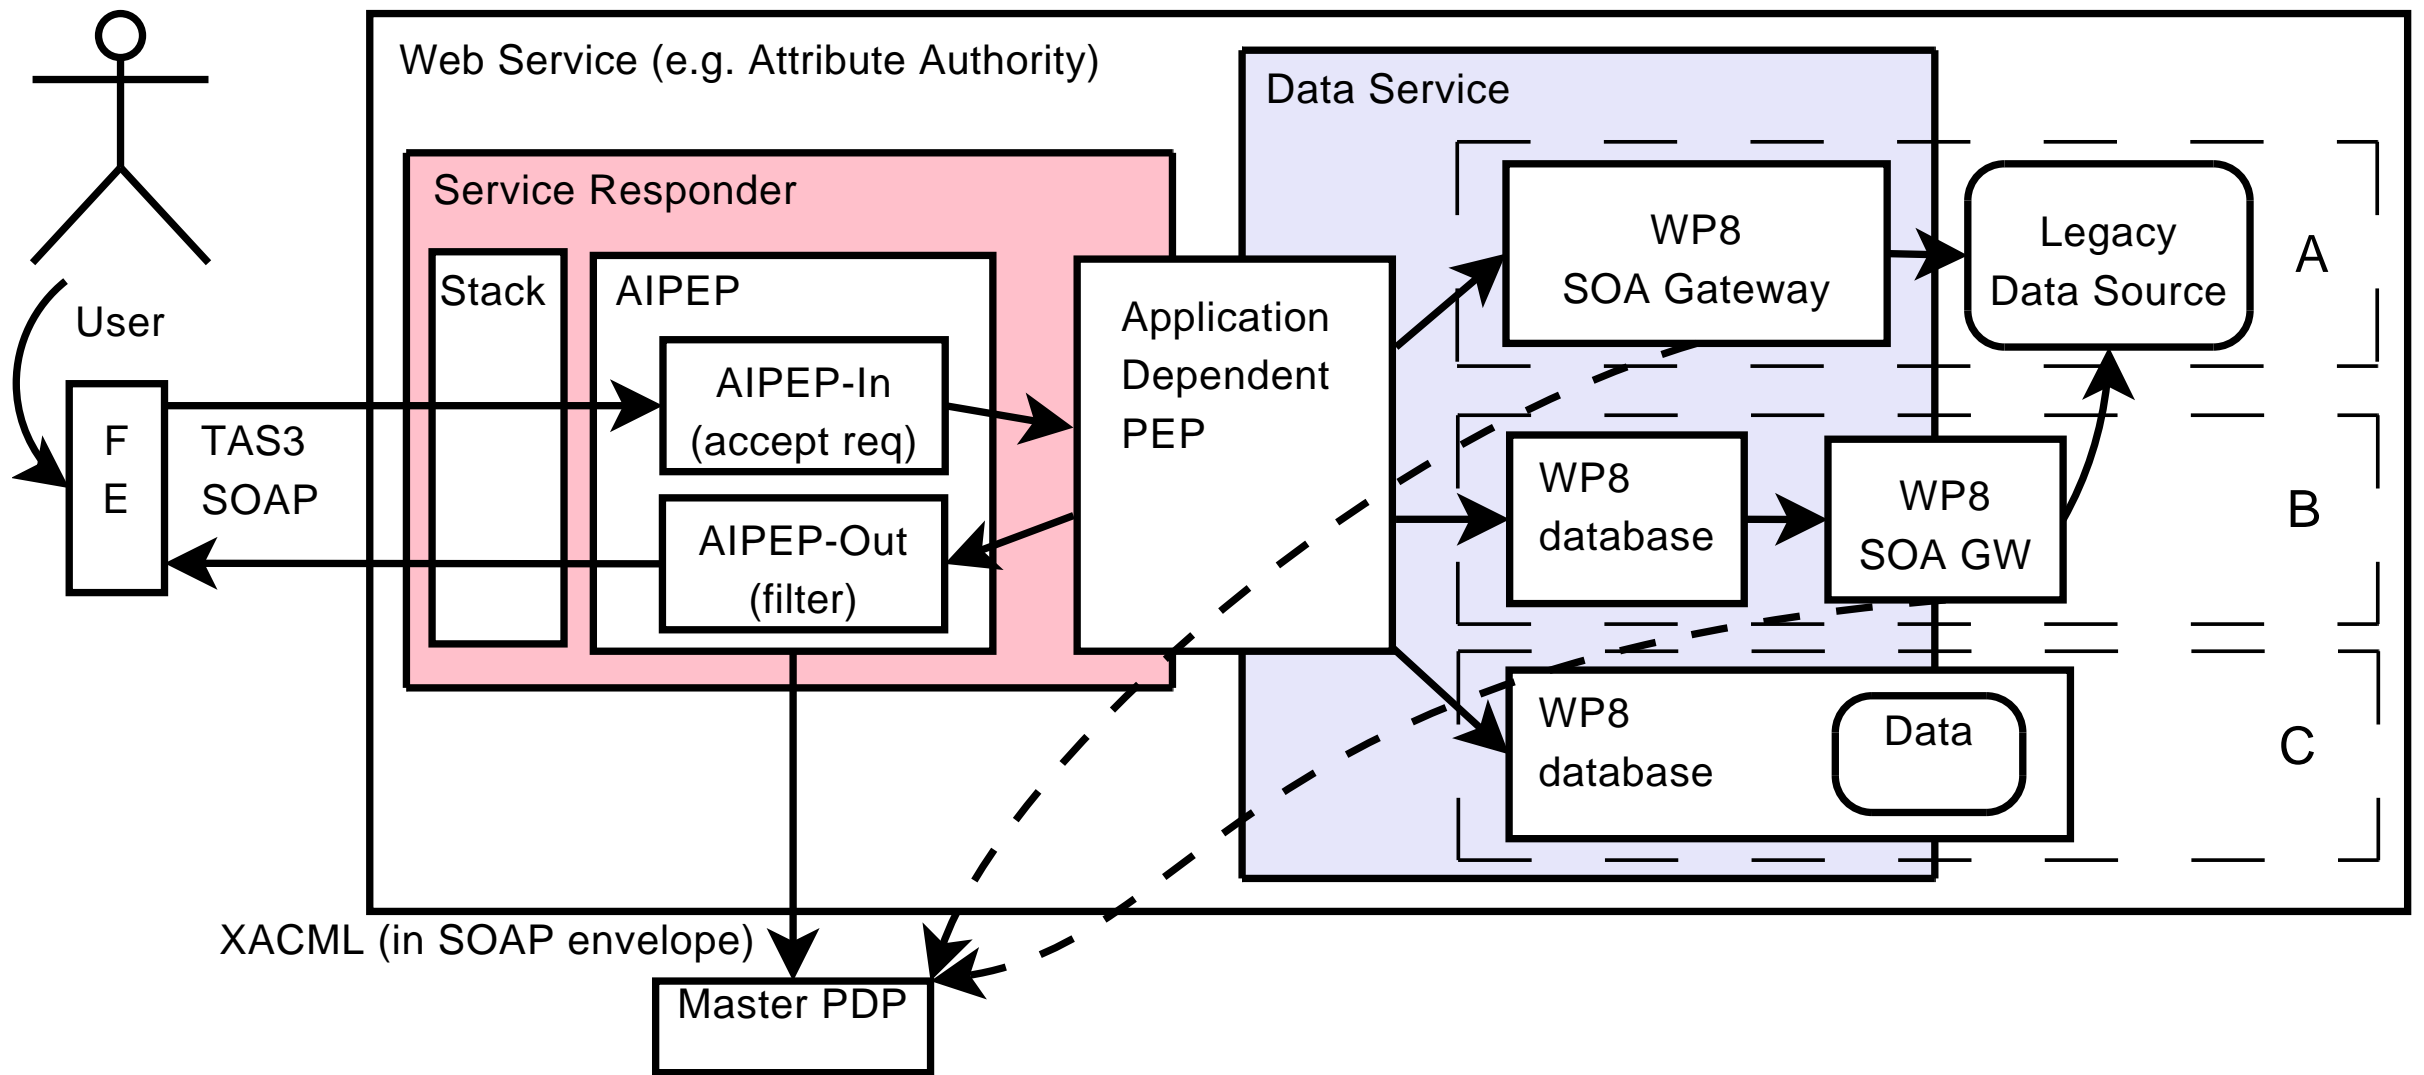 Web Service (e.g. Attribute Authority)
Data Service
Service Responder
Stack
AIPEP
AIPEP-In
(accept req)
AIPEP-Out
(filter)
User
F
E
TAS3
SOAP
Application
Dependent
PEP
WP8
SOA Gateway
Legacy
Data Source
A
WP8
database
WP8
SOA GW
B
WP8
database
Data
C
XACML (in SOAP envelope)
Master PDP